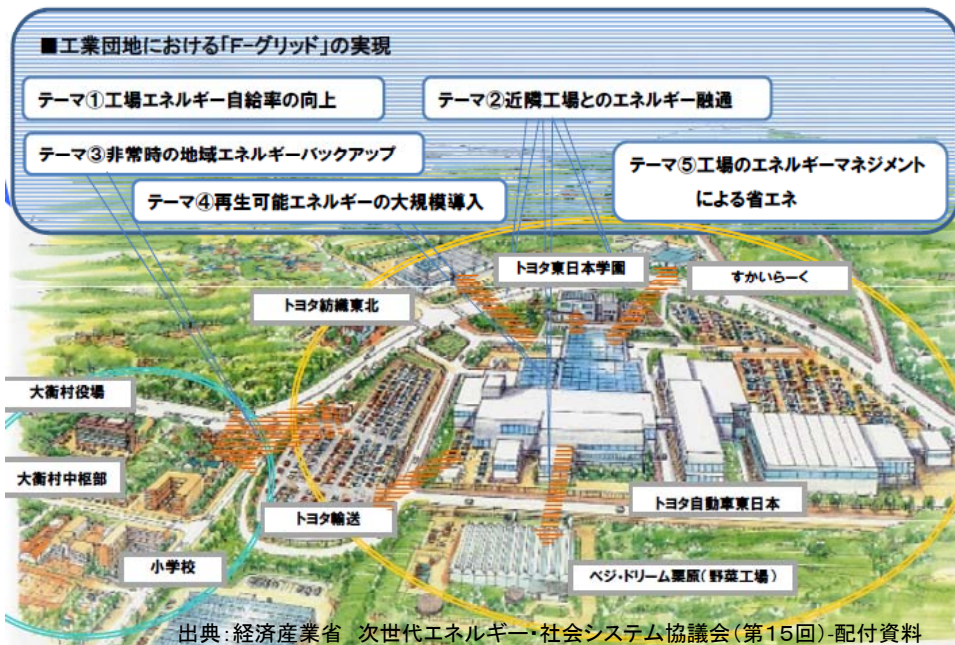 ■工業団地における「F-グリッド」の実現
テーマ①工場エネルギー自給率の向上
テーマ②近隣工場とのエネルギー融通
テーマ③非常時の地域エネルギーバックアップ
テーマ④再生可能エネルギーの大規模導入
テーマ⑤工場のエネルギーマネジメント
による省エネ
トヨタ東日本学園
すかいらーく
トヨタ紡織東北
大衡村役場
大衡村中枢部
トヨタ輸送
トヨタ自動車東日本
小学校
ベジ・ドリーム栗原(野菜工場)
出典:経済産業省 次世代エネルギー・社会システム協議会(第15回)-配付資料